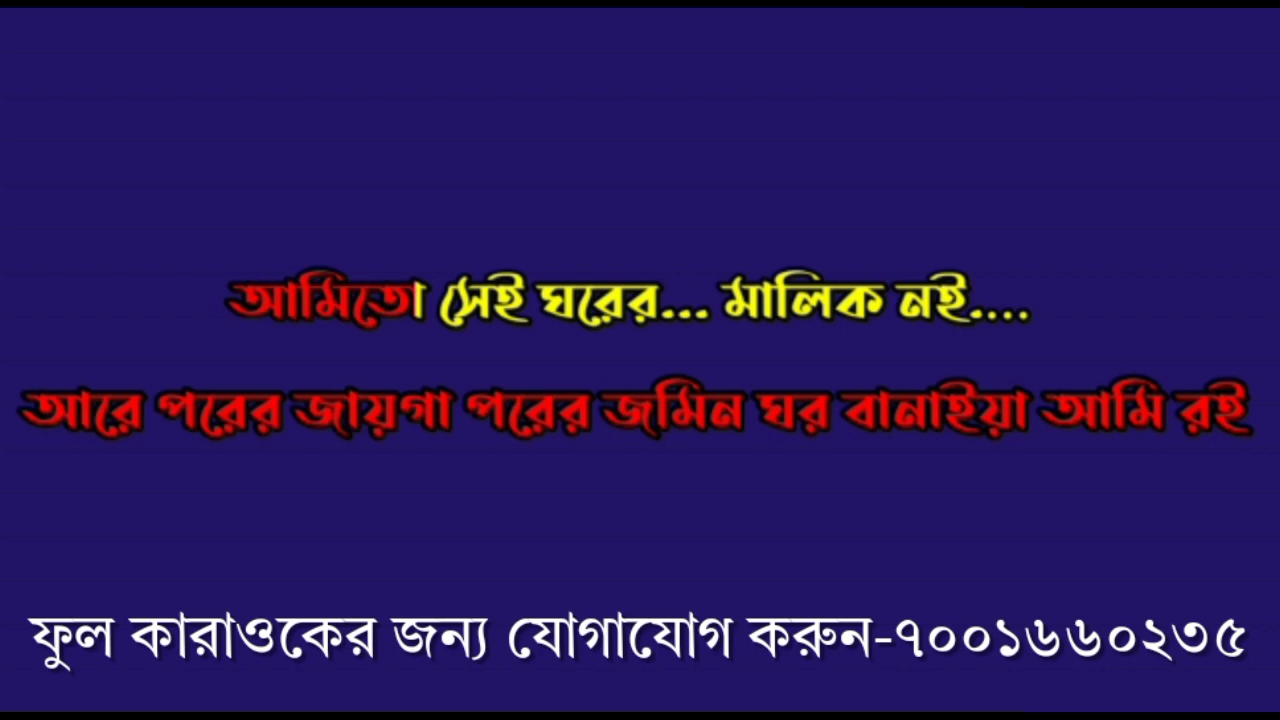 আমিতো সেই ঘরের... মালিক নই....
আরে পরের জায়গা পরের জমিন ঘর বানাইয়া আমি রই
ফুল কারাওকের জন্য যোগাযোগ করুন-৭০০১৬৬০২৩৫